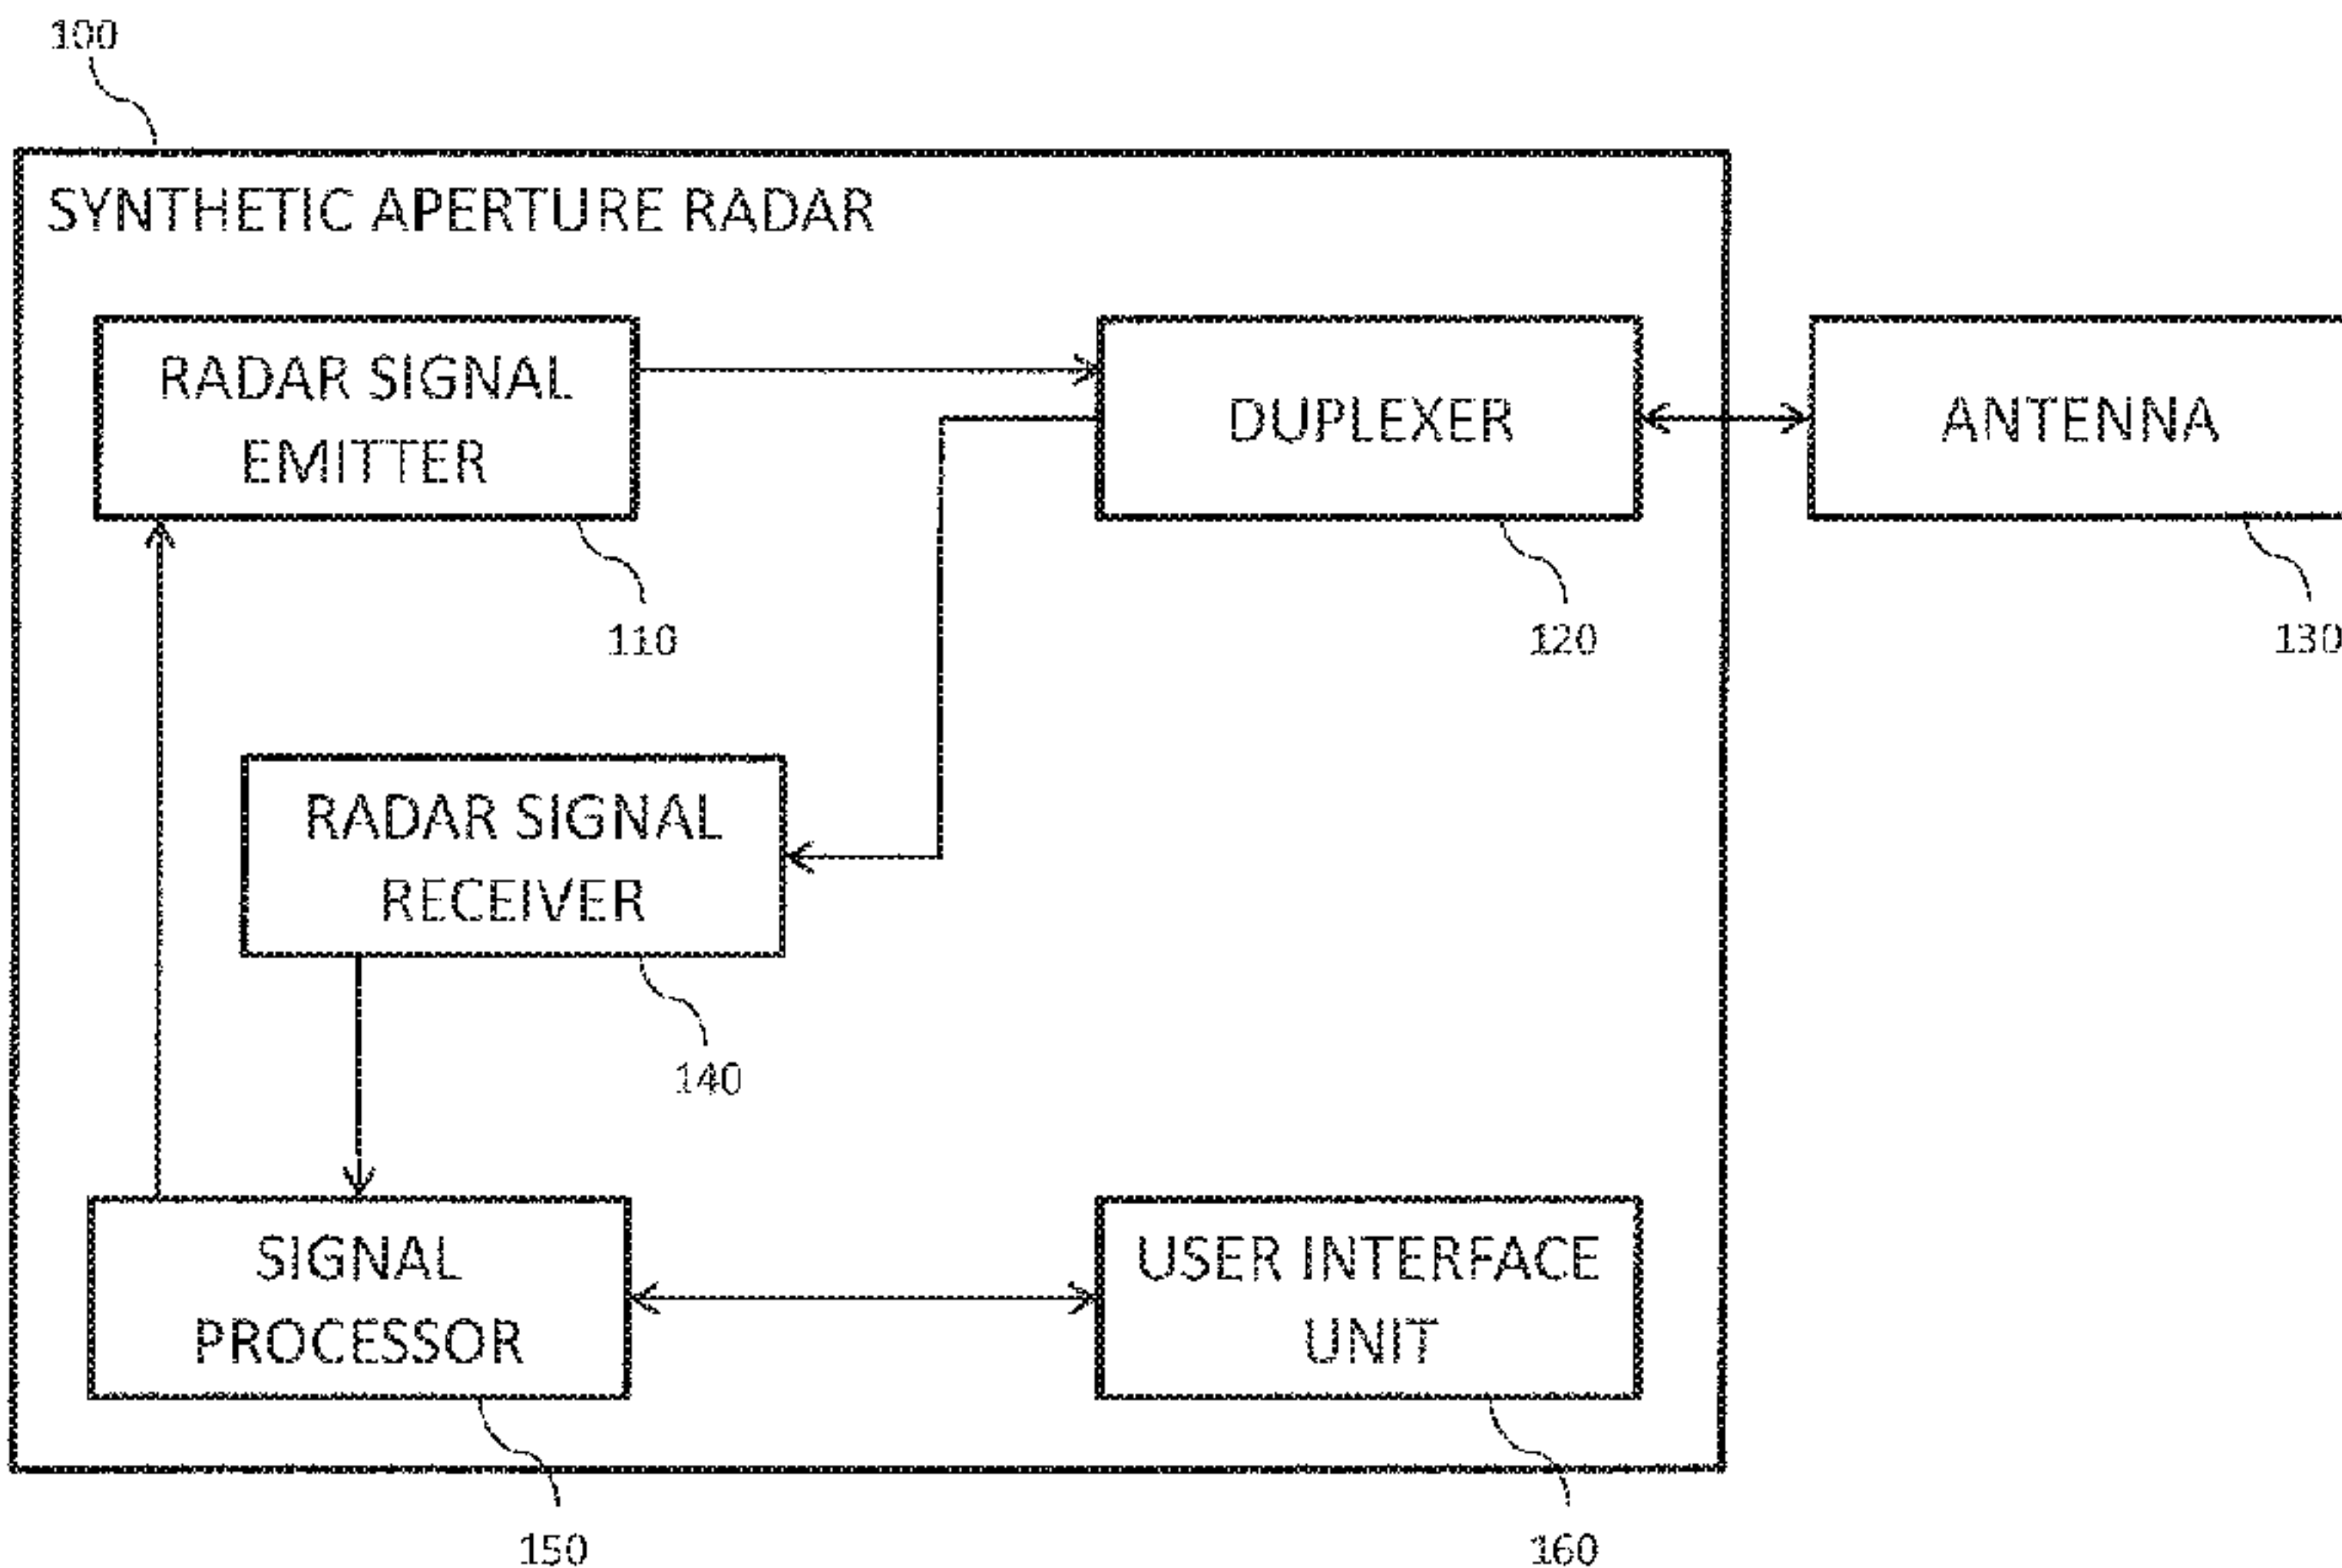 100
SYNTHETIC APERTURE RADAR
RADAR SIGNAL
EMITTER
DUPLEXER
ANTENNA
110
120
130
RADAR SIGNAL
RECEIVER
140
SIGNAL
PROCESSOR
USER INTERFACE
UNIT
150
160